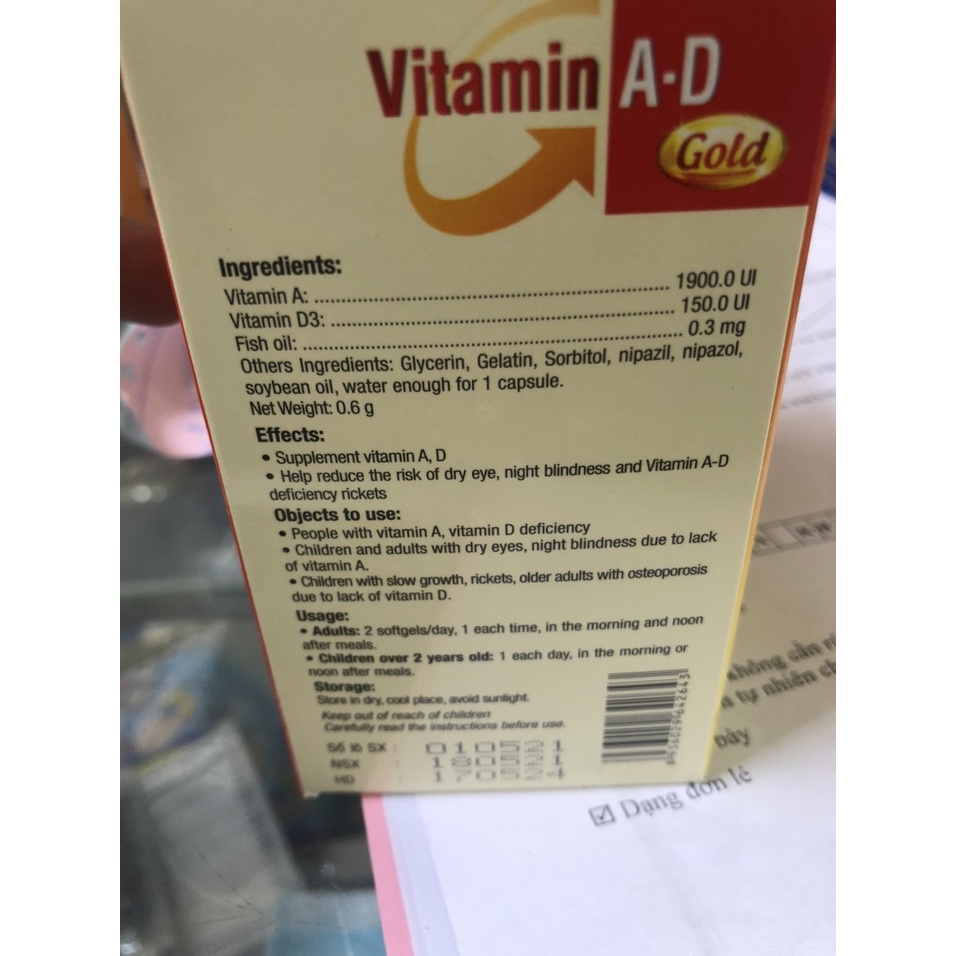 Vitamin A-D
Gold
Ingredients:
Vitamin A: ........................................ 1900.0 UI
Vitamin D3: ........................................ 150.0 UI
Fish oil: ........................................ 0.3 mg
Others Ingredients: Glycerin, Gelatin, Sorbitol, nipazil, nipazol,
soybean oil, water enough for 1 capsule.
Net Weight: 0.6 g
Effects:
• Supplement vitamin A, D
• Help reduce the risk of dry eye, night blindness and Vitamin A-D
deficiency rickets
Objects to use:
• People with vitamin A, vitamin D deficiency
• Children and adults with dry eyes, night blindness due to lack
of vitamin A.
• Children with slow growth, rickets, older adults with osteoporosis
due to lack of vitamin D.
Usage:
• Adults: 2 softgels/day, 1 each time, in the morning and noon
after meals.
• Children over 2 years old: 1 each day, in the morning or
noon after meals.
Storage:
Store in dry, cool place, avoid sunlight.
Keep out of reach of children
Carefully read the instructions before use.
Số lô SX : 010521
NSX : 180521
HD : 170524
không cần
tự nhiên
này
☑ Dạng đơn lẻ